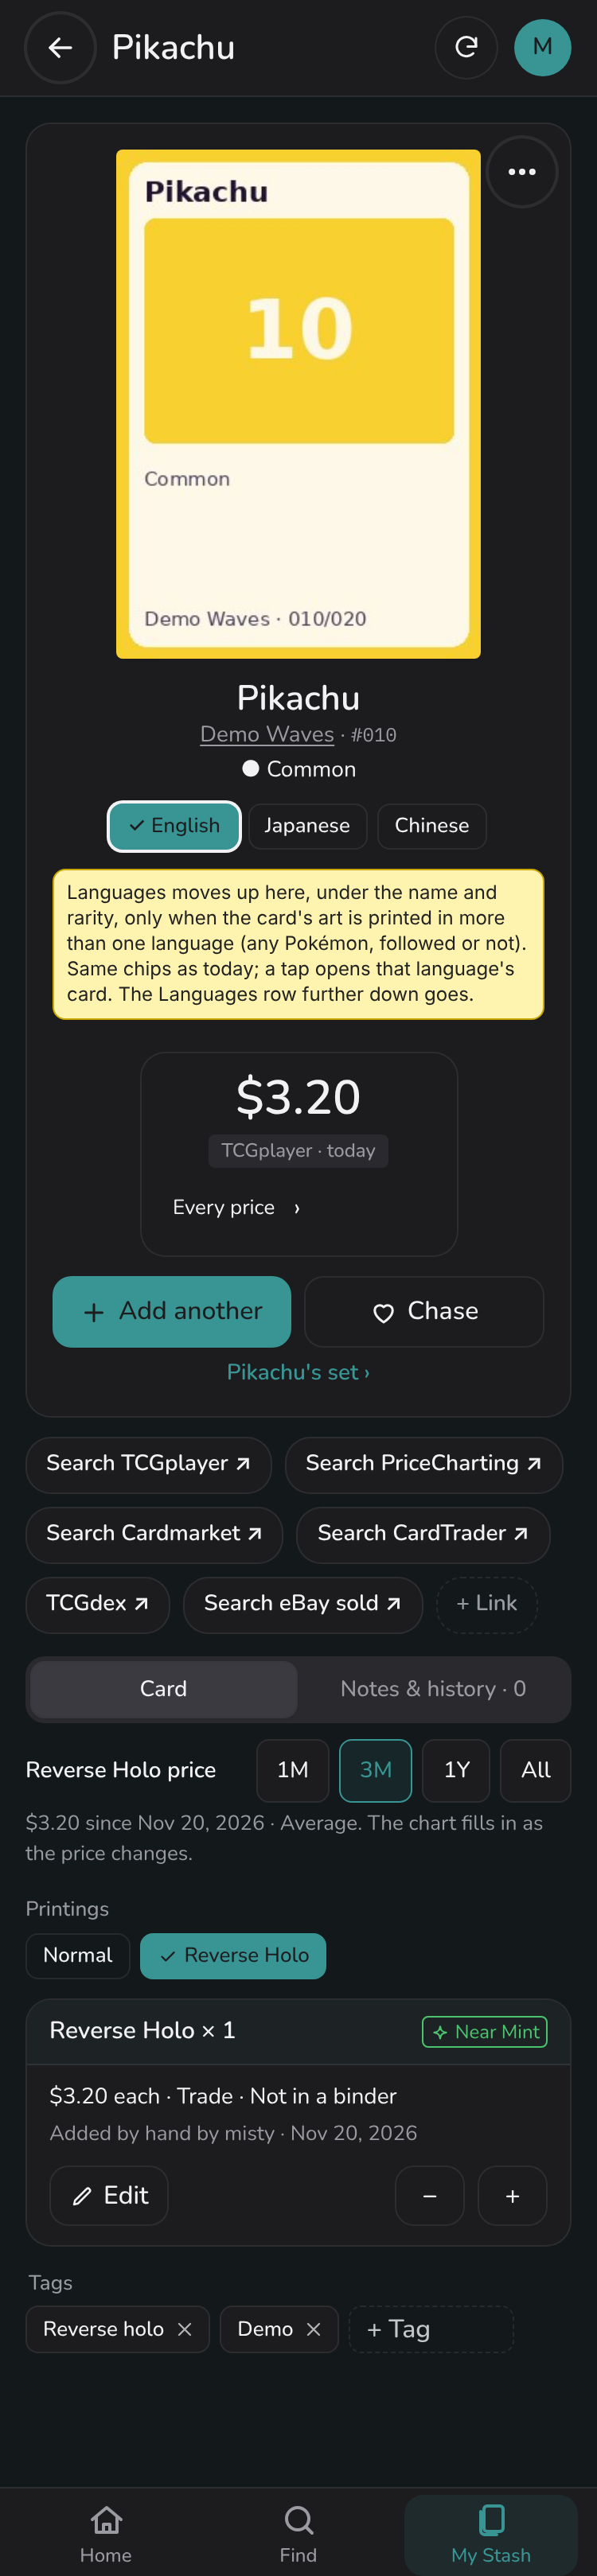 Pikachu
M
Pikachu
10
Common
Demo Waves · 010/020
Pikachu
Demo Waves · #010
Common
English
Japanese
Chinese
Languages moves up here, under the name and
rarity, only when the card's art is printed in more
than one language (any Pokémon, followed or not).
Same chips as today; a tap opens that language's
card. The Languages row further down goes.
$3.20
TCGplayer · today
Every price ›
+ Add another
Chase
Pikachu's set ›
Search TCGplayer ↗
Search PriceCharting ↗
Search Cardmarket ↗
Search CardTrader ↗
TCGdex ↗
Search eBay sold ↗
+ Link
Card
Notes & history · 0
Reverse Holo price
1M
3M
1Y
All
$3.20 since Nov 20, 2026 · Average. The chart fills in as
the price changes.
Printings
Normal
Reverse Holo
Reverse Holo × 1
Near Mint
$3.20 each · Trade · Not in a binder
Added by hand by misty · Nov 20, 2026
Edit
−
+
Tags
Reverse holo ×
Demo ×
+ Tag
Home
Find
My Stash